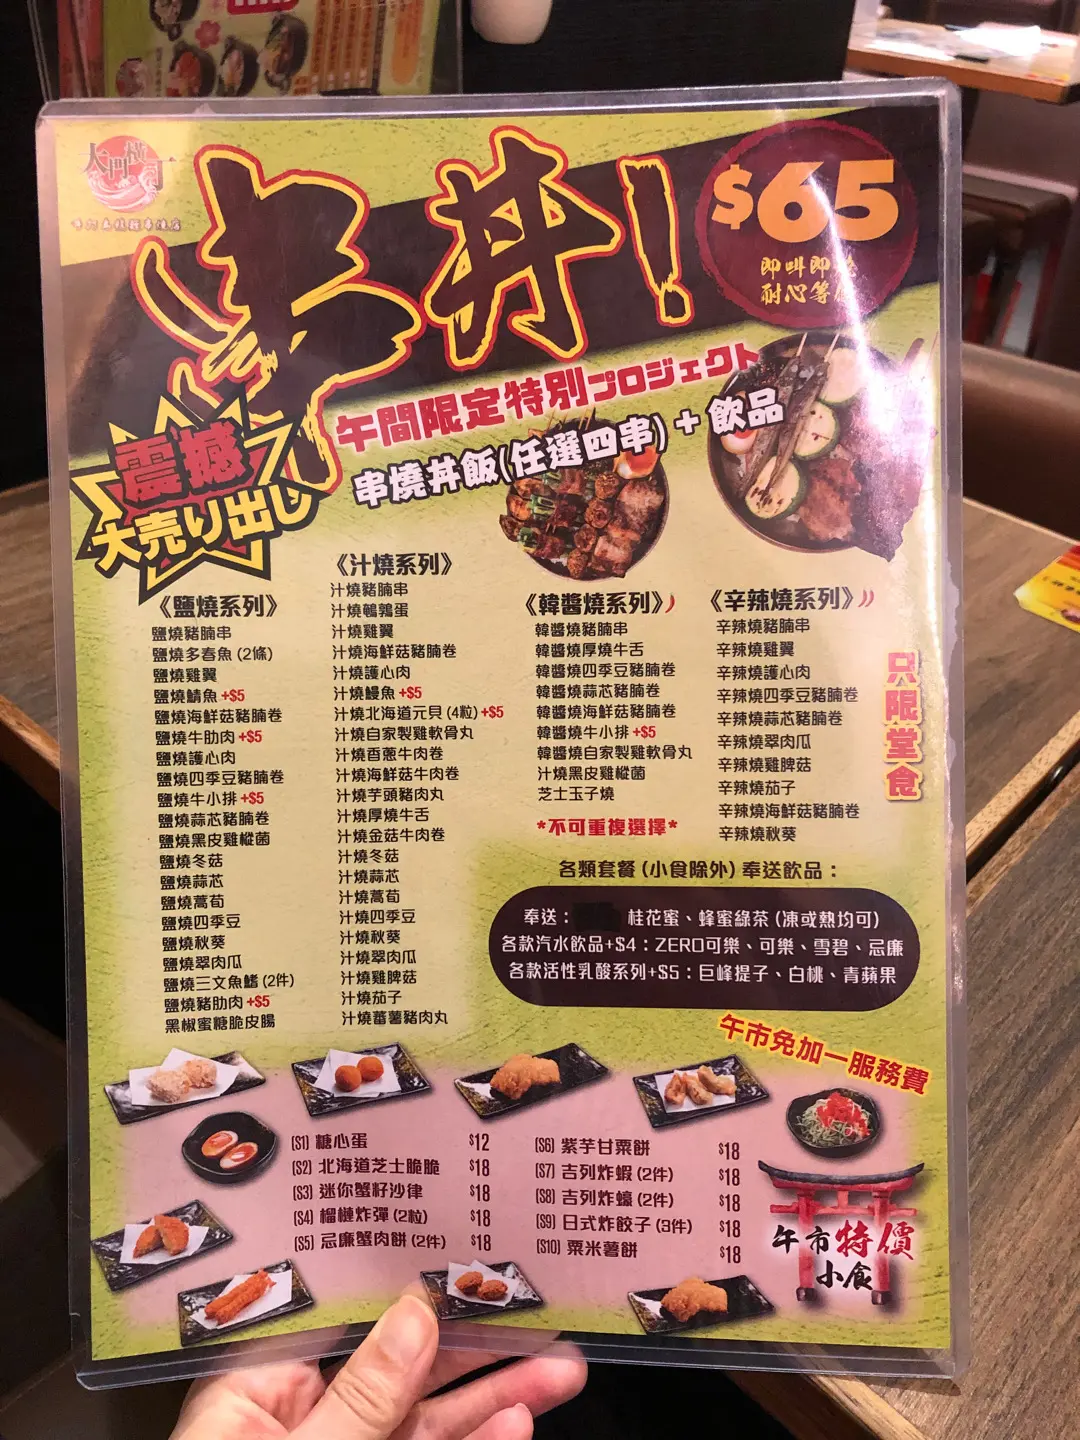 大門横丁
串丼!
$65
即叫即
耐心等
午間限定特別プロジェクト
串燒丼飯(任選四串)+飲品
震撼
大売り出し
《鹽燒系列》
鹽燒豬腩串
鹽燒多春魚(2條)
鹽燒雞翼
鹽燒鯖魚+$5
鹽燒海鮮菇豬腩卷
鹽燒牛肋肉+$5
鹽燒護心肉
鹽燒四季豆豬腩卷
鹽燒牛小排+$5
鹽燒蒜芯豬腩卷
鹽燒黑皮雞樅菌
鹽燒冬菇
鹽燒蒜芯
鹽燒萵筍
鹽燒四季豆
鹽燒秋葵
鹽燒翠肉瓜
鹽燒三文魚鰭(2件)
鹽燒豬肋肉+$5
黑椒蜜糖脆皮腸
《汁燒系列》
汁燒豬腩串
汁燒鵪鶉蛋
汁燒雞翼
汁燒海鮮菇豬腩卷
汁燒護心肉
汁燒鰻魚+$5
汁燒北海道元貝(4粒)+$5
汁燒自家製雞軟骨丸
汁燒香蔥牛肉卷
汁燒海鮮菇牛肉卷
汁燒芋頭豬肉丸
汁燒厚燒牛舌
汁燒金菇牛肉卷
汁燒冬菇
汁燒蒜芯
汁燒萵筍
汁燒四季豆
汁燒秋葵
汁燒翠肉瓜
汁燒雞脾菇
汁燒茄子
汁燒蕃薯豬肉丸
《韓醬燒系列》
韓醬燒豬腩串
韓醬燒厚燒牛舌
韓醬燒四季豆豬腩卷
韓醬燒蒜芯豬腩卷
韓醬燒海鮮菇豬腩卷
韓醬燒牛小排+$5
韓醬燒自家製雞軟骨丸
汁燒黑皮雞樅菌
芝士玉子燒
*不可重複選擇*
《辛辣燒系列》
辛辣燒豬腩串
辛辣燒雞翼
辛辣燒護心肉
辛辣燒四季豆豬腩卷
辛辣燒蒜芯豬腩卷
辛辣燒翠肉瓜
辛辣燒雞脾菇
辛辣燒茄子
辛辣燒海鮮菇豬腩卷
辛辣燒秋葵
只限堂食
各類套餐(小食除外)奉送飲品:
奉送: 桂花蜜、蜂蜜綠茶(凍或熱均可)
各款汽水飲品+$4:ZERO可樂、可樂、雪碧、忌廉
各款活性乳酸系列+$5:巨峰提子、白桃、青蘋果
午市免加一服務費
(S1) 糖心蛋 $12
(S2) 北海道芝士脆脆 $18
(S3) 迷你蟹籽沙律 $18
(S4) 榴槤炸彈(2粒) $18
(S5) 忌廉蟹肉餅(2件) $18
(S6) 紫芋甘粟餅 $18
(S7) 吉列炸蝦(2件) $18
(S8) 吉列炸蠔(2件) $18
(S9) 日式炸餃子(3件) $18
(S10) 粟米薯餅 $18
午市特價
小食